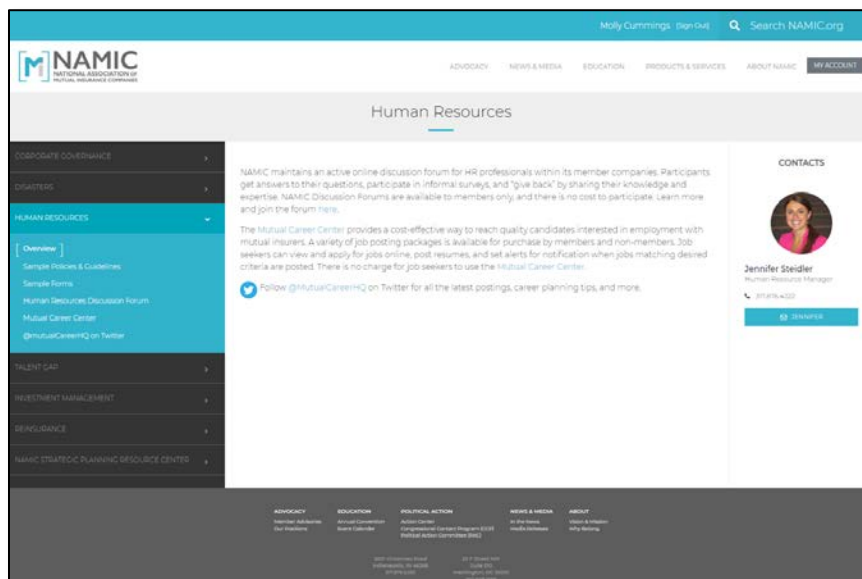 Molly Cummings [Sign Out]
Search NAMIC.org
[M] NAMIC
NATIONAL ASSOCIATION of
MUTUAL INSURANCE COMPANIES
ADVOCACY NEWS & MEDIA EDUCATION PRODUCTS & SERVICES ABOUT NAMIC MY ACCOUNT
Human Resources
CORPORATE GOVERNANCE
DISASTERS
HUMAN RESOURCES
[ Overview ]
Sample Policies & Guidelines
Sample Forms
Human Resources Discussion Forum
Mutual Career Center
@mutualCareerHQ on Twitter
TALENT GAP
INVESTMENT MANAGEMENT
REINSURANCE
NAMIC STRATEGIC PLANNING RESOURCE CENTER
NAMIC maintains an active online discussion forum for HR professionals within its member companies. Participants
get answers to their questions, participate in informal surveys, and "give back" by sharing their knowledge and
expertise. NAMIC Discussion Forums are available to members only, and there is no cost to participate. Learn more
and join the forum here.
The Mutual Career Center provides a cost-effective way to reach quality candidates interested in employment with
mutual insurers. A variety of job posting packages is available for purchase by members and non-members. Job
seekers can view and apply for jobs online, post resumes, and set alerts for notification when jobs matching desired
criteria are posted. There is no charge for job seekers to use the Mutual Career Center.
Follow @MutualCareerHQ on Twitter for all the latest postings, career planning tips, and more.
CONTACTS
Jennifer Steidler
Human Resource Manager
JENNIFER
ADVOCACY EDUCATION POLITICAL ACTION NEWS & MEDIA ABOUT
Member Advisories Annual Convention Action Center In the News Vision & Mission
Our Positions Event Calendar Congressional Contact Program (CCP) Media Releases Why Belong
Political Action Committee (PAC)